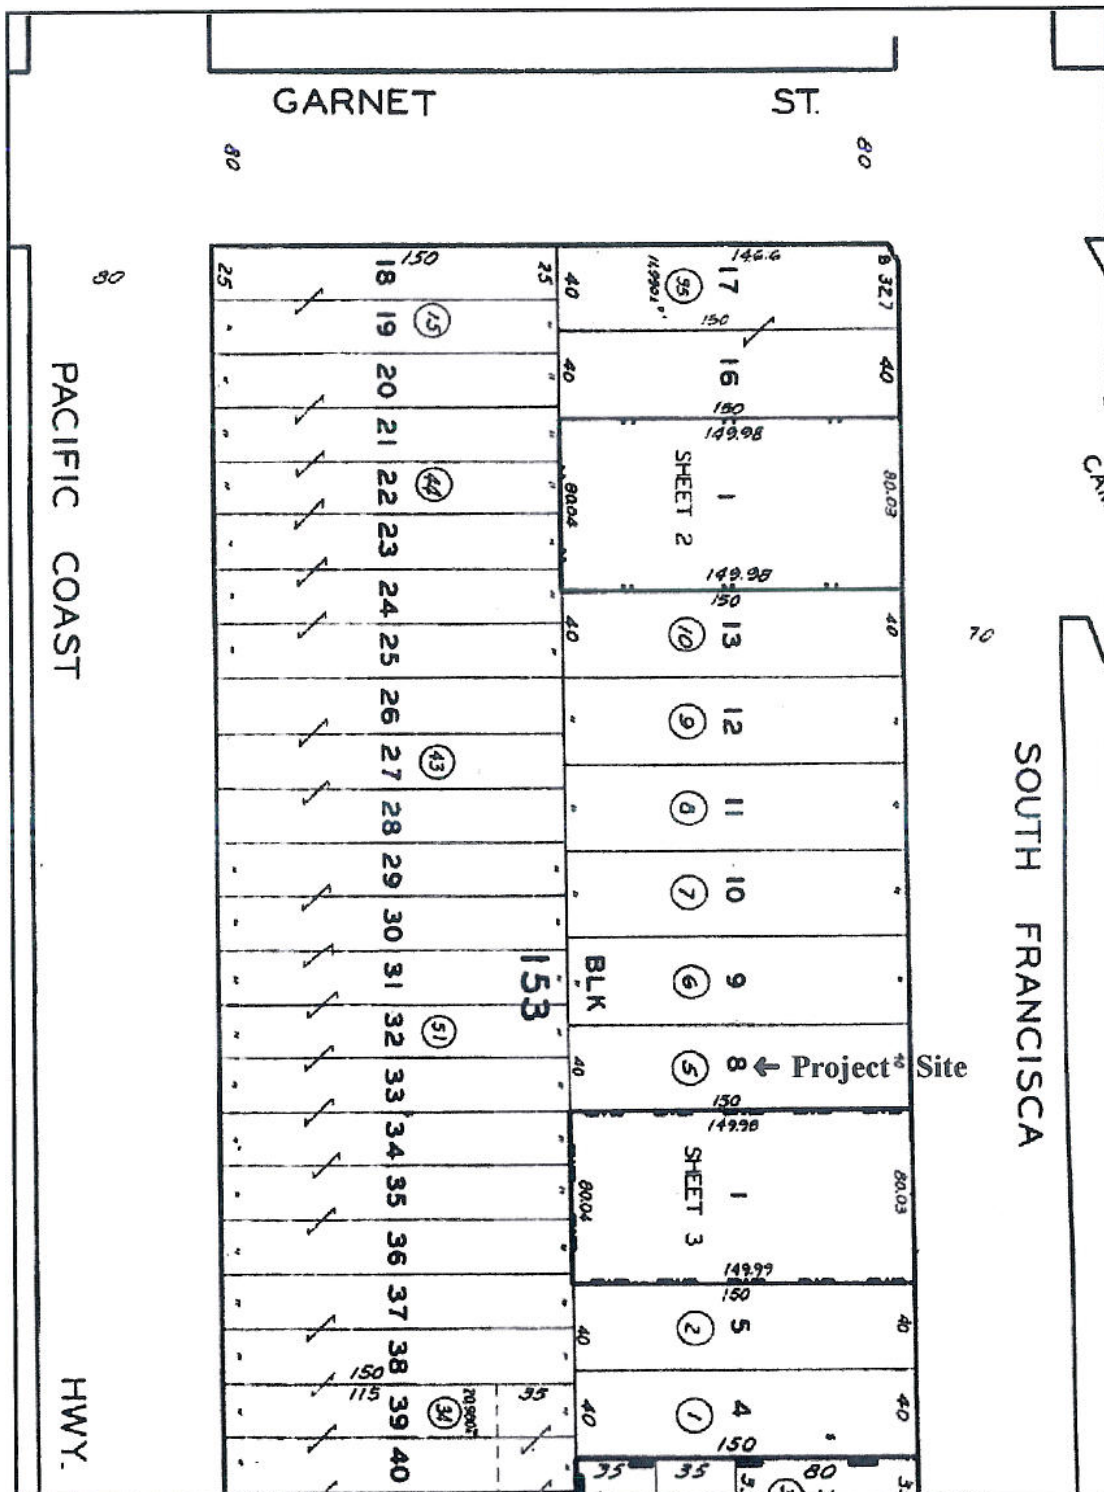 GARNET ST.
80 80
80
PACIFIC COAST HWY.
SOUTH FRANCISCA
70
25 18 150 25
19 15
20
21
22 44
23
24
25
26
27 43
28
29
30
31
32 51
33
34
35
36
37
38
150
115 39 34 35
40
BLK
153
146.6
40 35 17 B 32.7
150
40 16 40
150
149.98
80.04 SHEET 2 1 80.03
149.98
150
40 10 13 40
9 12
8 11
7 10
6 9
40 5 8 ← Project Site
150
149.98
80.04 SHEET 3 1 80.03
149.99
150
40 2 5 40
40 1 4 40
150
35 35 80